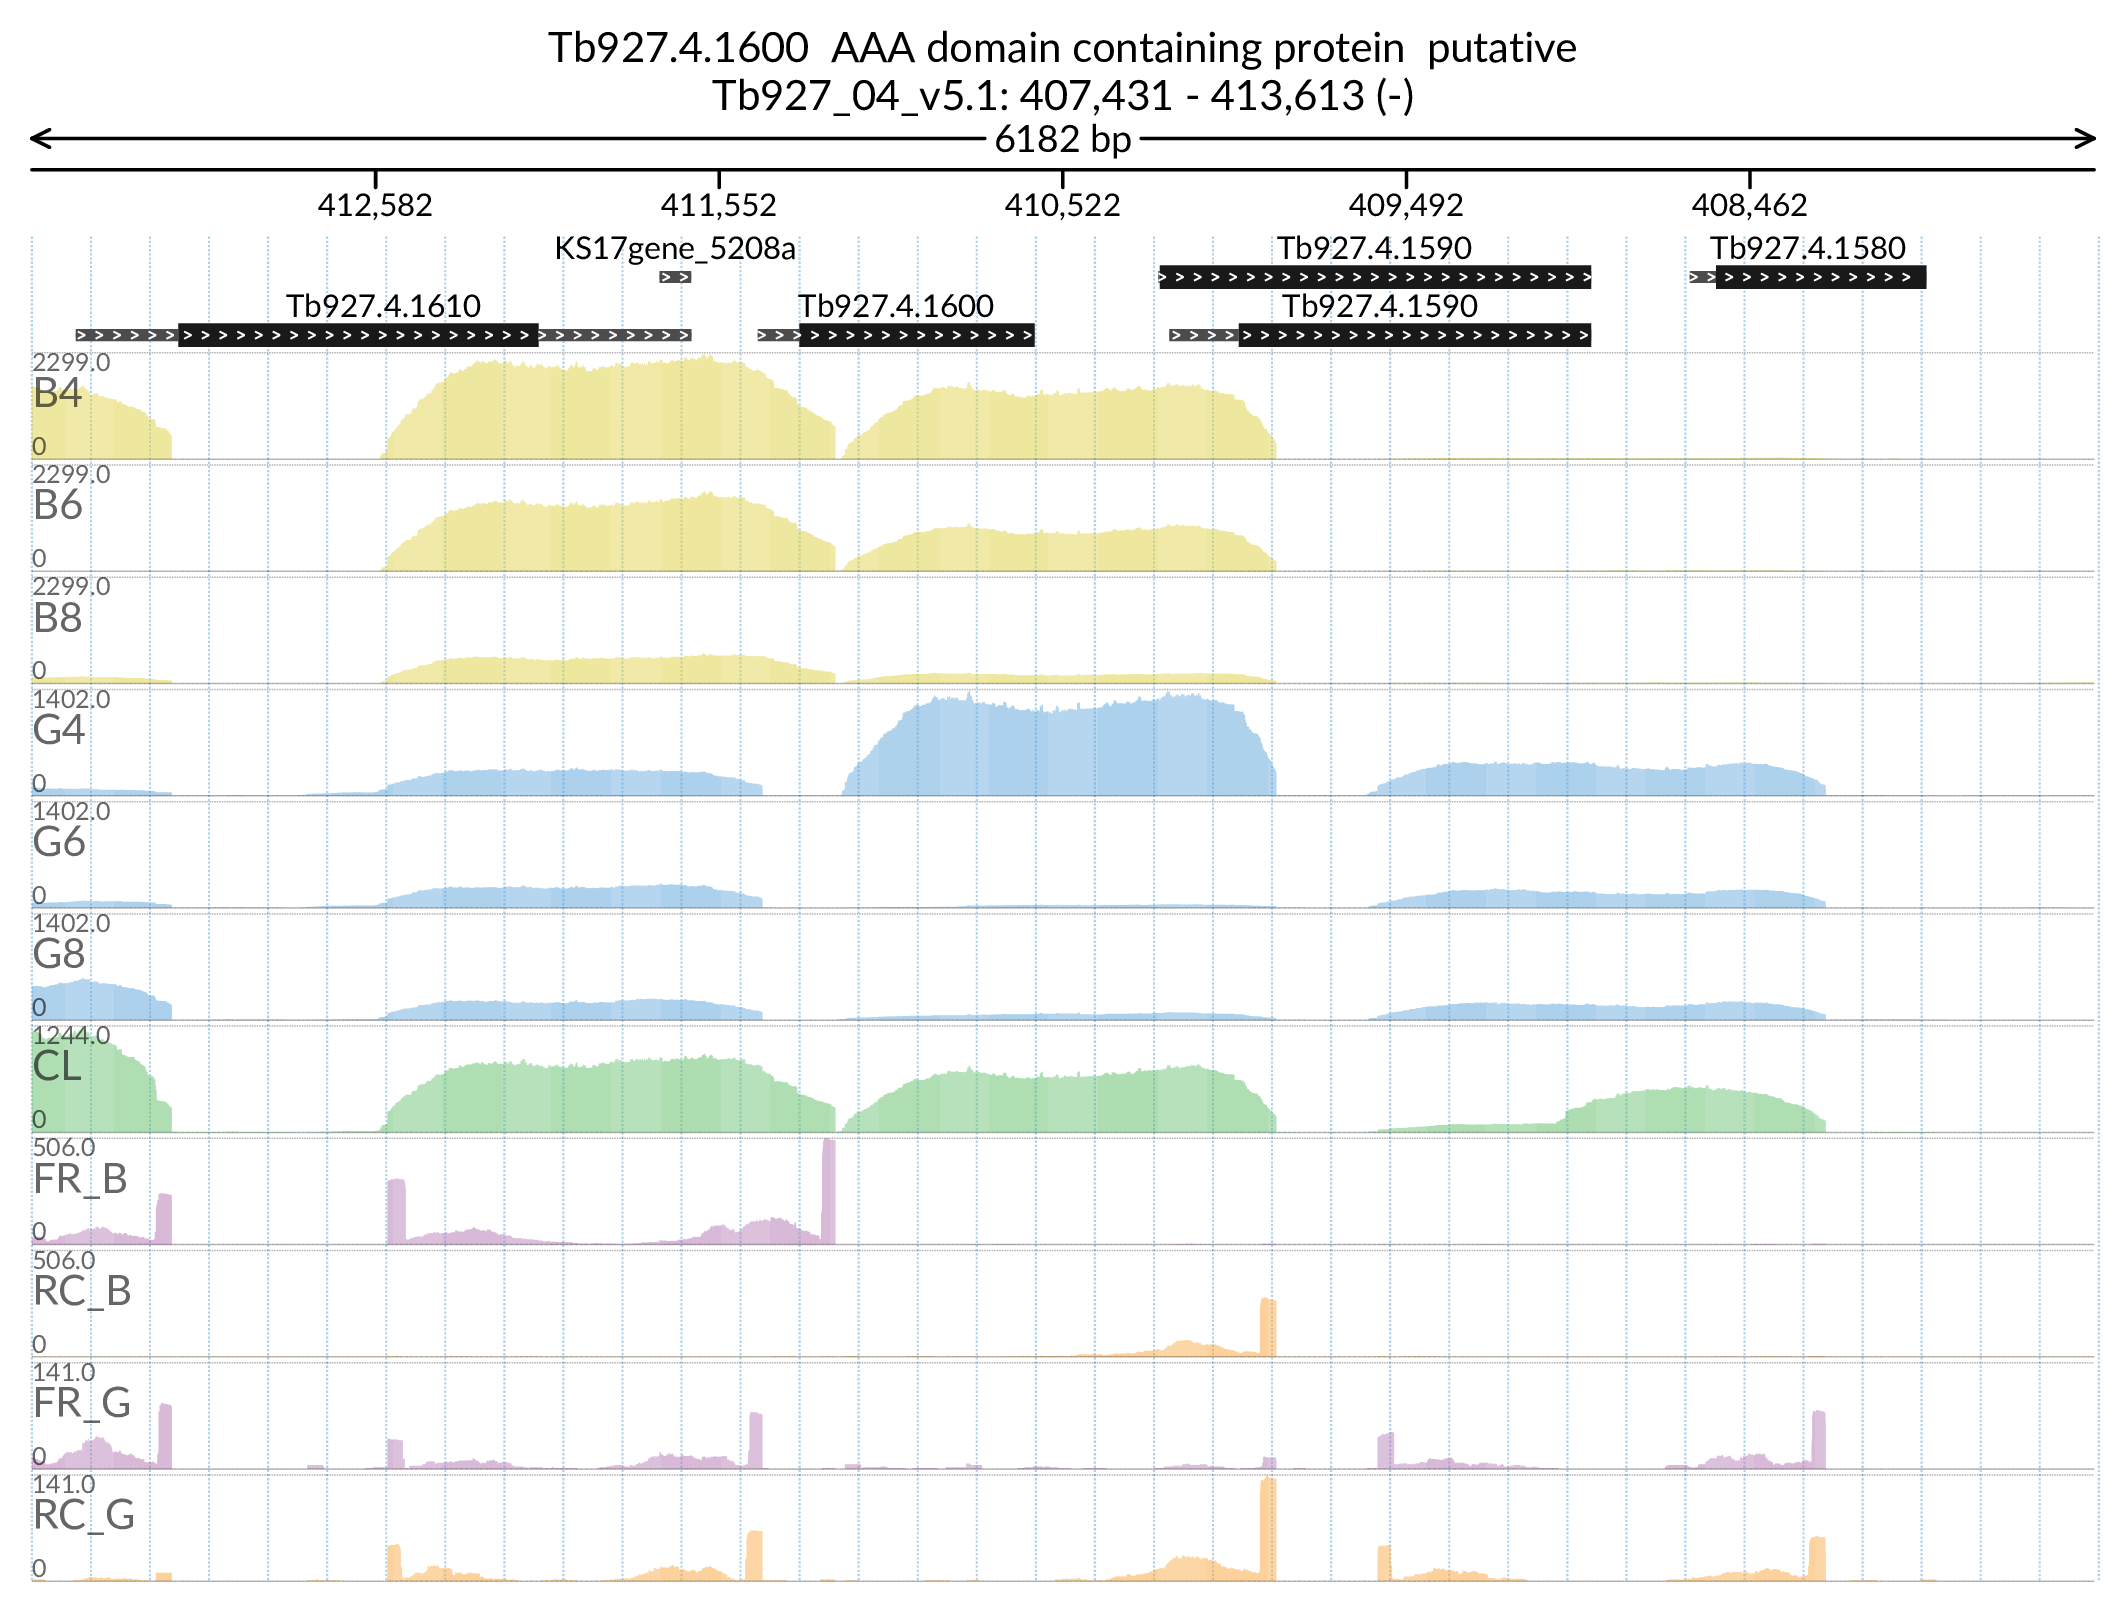 Tb927.4.1600  AAA domain containing protein  putative
Tb927_04_v5.1: 407,431 - 413,613 (-)
6182 bp
412,582 411,552 410,522 409,492 408,462
KS17gene_5208a Tb927.4.1590 Tb927.4.1580
Tb927.4.1610 Tb927.4.1600 Tb927.4.1590
2299.0
B4
0
2299.0
B6
0
2299.0
B8
0
1402.0
G4
0
1402.0
G6
0
1402.0
G8
0
1244.0
CL
0
506.0
FR_B
0
506.0
RC_B
0
141.0
FR_G
0
141.0
RC_G
0